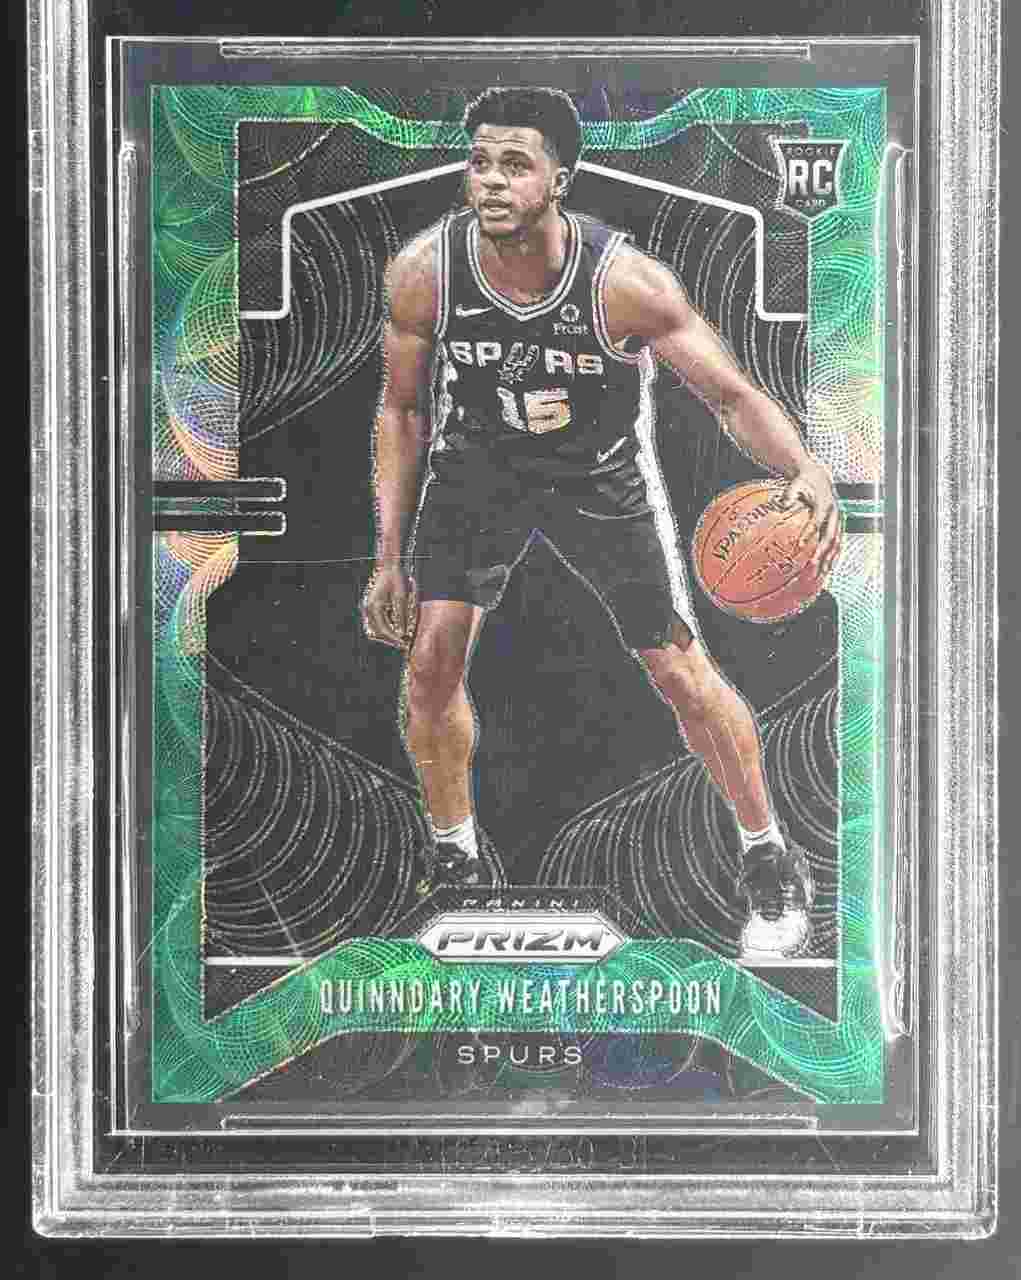 ROOKIE
RC
CARD
Frost
SPURS
15
SPALDING
PANINI
PRIZM
QUINNDARY WEATHERSPOON
SPURS